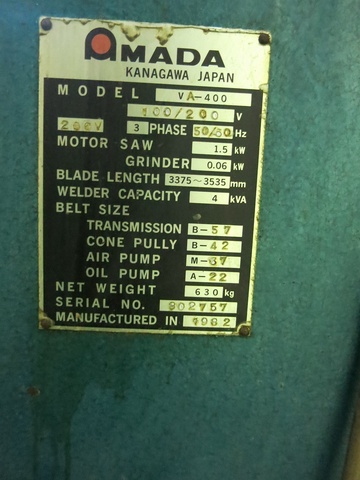 AMADA
KANAGAWA JAPAN
MODEL VA-400
100/200 V
200V 3 PHASE 50/60 Hz
MOTOR SAW 1.5 kW
GRINDER 0.06 kW
BLADE LENGTH 3375~3535 mm
WELDER CAPACITY 4 kVA
BELT SIZE
TRANSMISSION B-57
CONE PULLY B-42
AIR PUMP M-67
OIL PUMP A-22
NET WEIGHT 630 kg
SERIAL NO. 902757
MANUFACTURED IN 1982